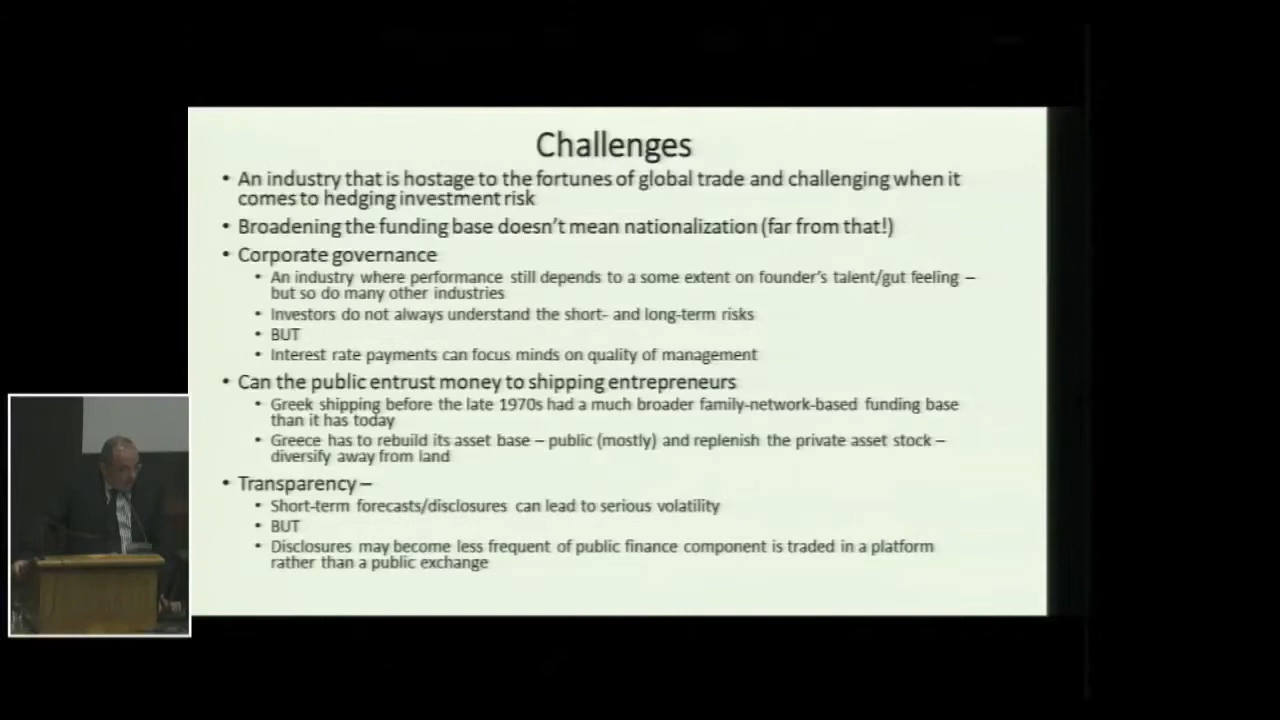 Challenges
• An industry that is hostage to the fortunes of global trade and challenging when it
comes to hedging investment risk
• Broadening the funding base doesn't mean nationalization (far from that!)
• Corporate governance
• An industry where performance still depends to a some extent on founder's talent/gut feeling –
but so do many other industries
• Investors do not always understand the short- and long-term risks
• BUT
• Interest rate payments can focus minds on quality of management
• Can the public entrust money to shipping entrepreneurs
• Greek shipping before the late 1970s had a much broader family-network-based funding base
than it has today
• Greece has to rebuild its asset base – public (mostly) and replenish the private asset stock –
diversify away from land
• Transparency –
• Short-term forecasts/disclosures can lead to serious volatility
• BUT
• Disclosures may become less frequent of public finance component is traded in a platform
rather than a public exchange